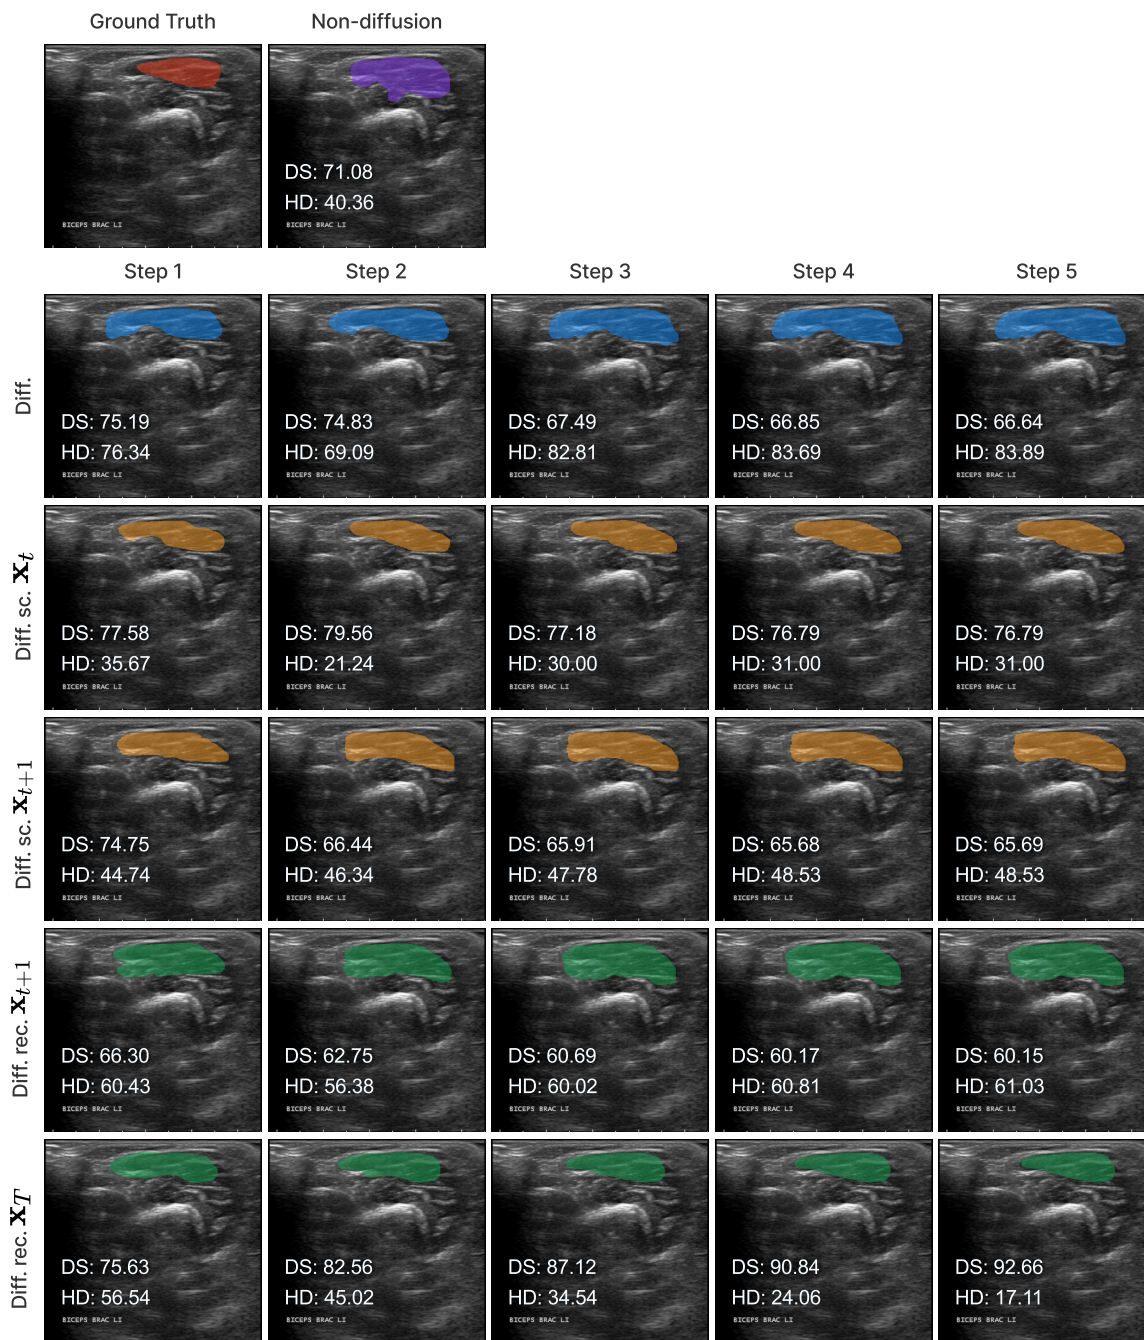 Ground Truth
Non-diffusion
BICEPS BRAC LI
DS: 71.08
HD: 40.36
BICEPS BRAC LI
Step 1
Step 2
Step 3
Step 4
Step 5
Diff.
DS: 75.19
HD: 76.34
BICEPS BRAC LI
DS: 74.83
HD: 69.09
BICEPS BRAC LI
DS: 67.49
HD: 82.81
BICEPS BRAC LI
DS: 66.85
HD: 83.69
BICEPS BRAC LI
DS: 66.64
HD: 83.89
BICEPS BRAC LI
Diff. sc. x_t
DS: 77.58
HD: 35.67
BICEPS BRAC LI
DS: 79.56
HD: 21.24
BICEPS BRAC LI
DS: 77.18
HD: 30.00
BICEPS BRAC LI
DS: 76.79
HD: 31.00
BICEPS BRAC LI
DS: 76.79
HD: 31.00
BICEPS BRAC LI
Diff. sc. x_{t+1}
DS: 74.75
HD: 44.74
BICEPS BRAC LI
DS: 66.44
HD: 46.34
BICEPS BRAC LI
DS: 65.91
HD: 47.78
BICEPS BRAC LI
DS: 65.68
HD: 48.53
BICEPS BRAC LI
DS: 65.69
HD: 48.53
BICEPS BRAC LI
Diff. rec. x_{t+1}
DS: 66.30
HD: 60.43
BICEPS BRAC LI
DS: 62.75
HD: 56.38
BICEPS BRAC LI
DS: 60.69
HD: 60.02
BICEPS BRAC LI
DS: 60.17
HD: 60.81
BICEPS BRAC LI
DS: 60.15
HD: 61.03
BICEPS BRAC LI
Diff. rec. x_T
DS: 75.63
HD: 56.54
BICEPS BRAC LI
DS: 82.56
HD: 45.02
BICEPS BRAC LI
DS: 87.12
HD: 34.54
BICEPS BRAC LI
DS: 90.84
HD: 24.06
BICEPS BRAC LI
DS: 92.66
HD: 17.11
BICEPS BRAC LI